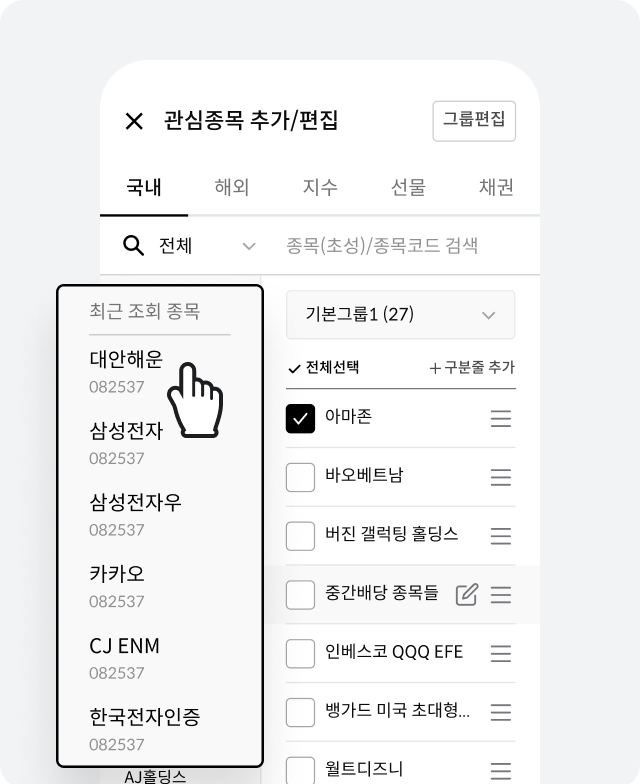 관심종목 추가/편집
그룹편집
국내 해외 지수 선물 채권
전체
종목(초성)/종목코드 검색
최근 조회 종목
대안해운
082537
삼성전자
082537
삼성전자우
082537
카카오
082537
CJ ENM
082537
한국전자인증
082537
AJ홀딩스
기본그룹1 (27)
전체선택
+구분줄 추가
아마존
바오베트남
버진 갤럭팅 홀딩스
중간배당 종목들
인베스코 QQQ EFE
뱅가드 미국 초대형...
월트디즈니